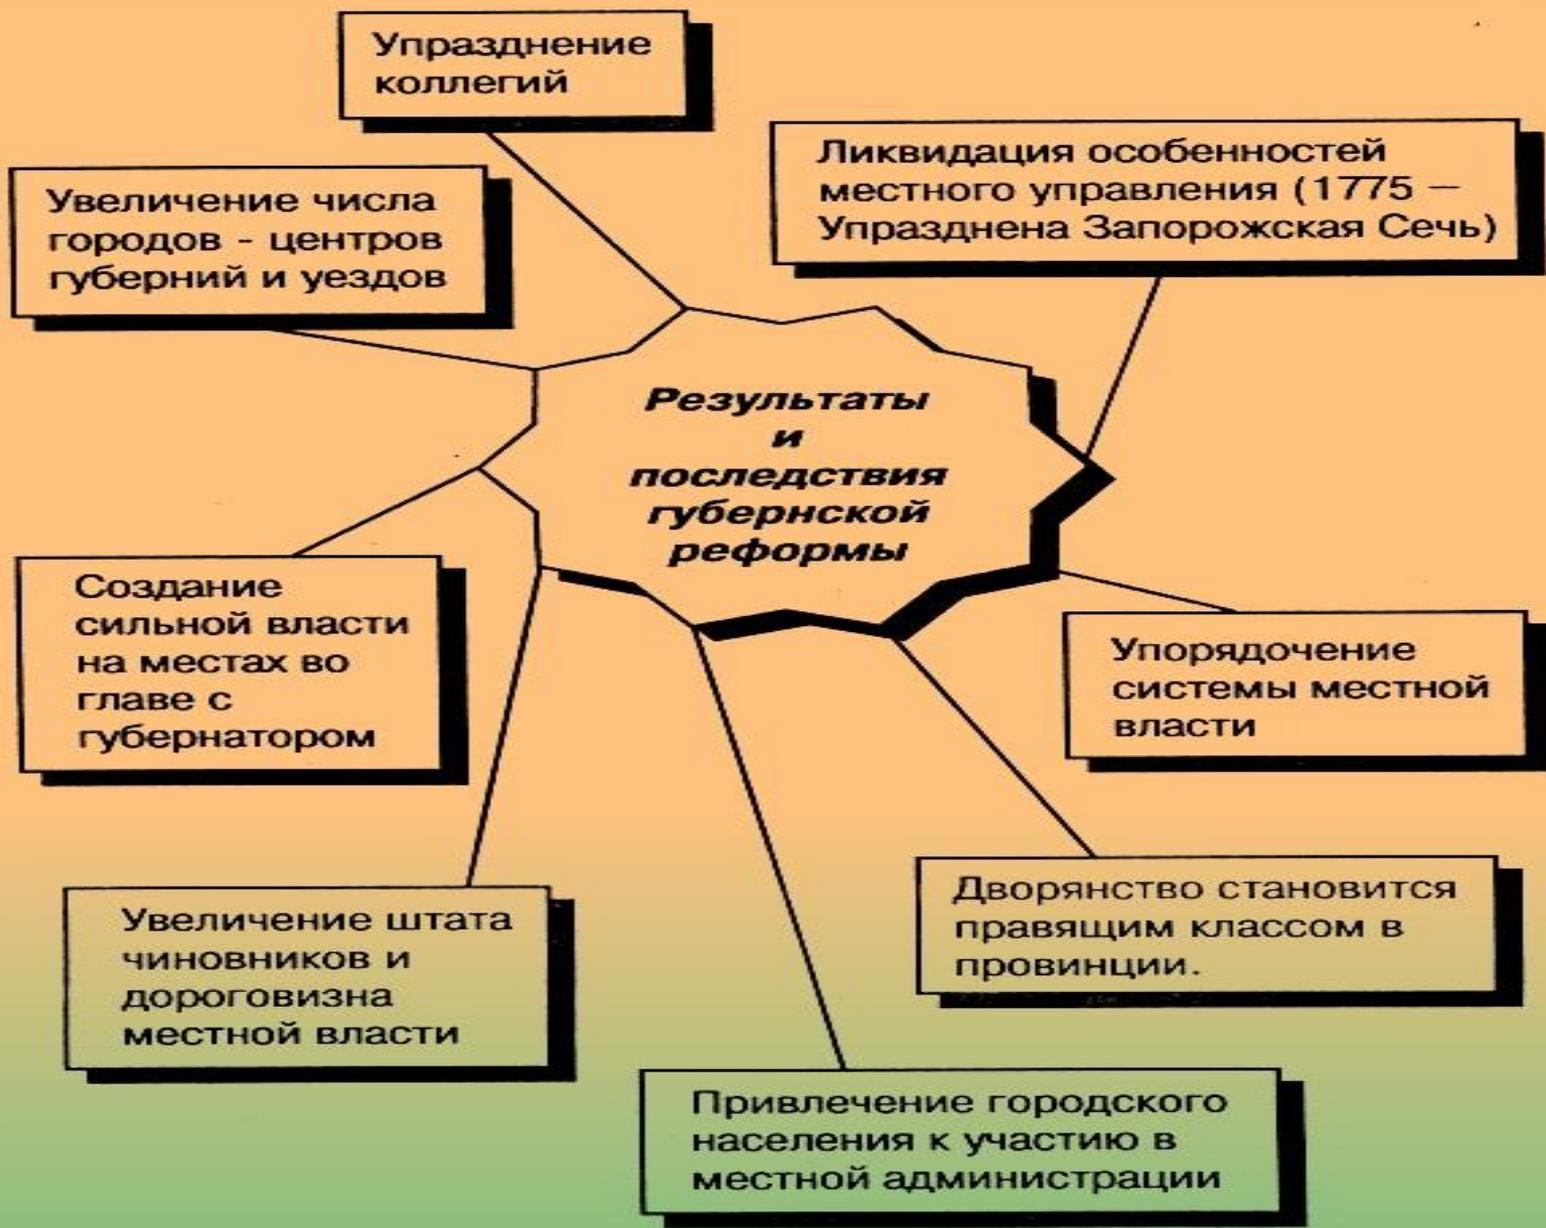 Упразднение
коллегий
Ликвидация особенностей
местного управления (1775 –
Упразднена Запорожская Сечь)
Увеличение числа
городов - центров
губерний и уездов
Результаты
и
последствия
губернской
реформы
Создание
сильной власти
на местах во
главе с
губернатором
Упорядочение
системы местной
власти
Увеличение штата
чиновников и
дороговизна
местной власти
Дворянство становится
правящим классом в
провинции.
Привлечение городского
населения к участию в
местной администрации